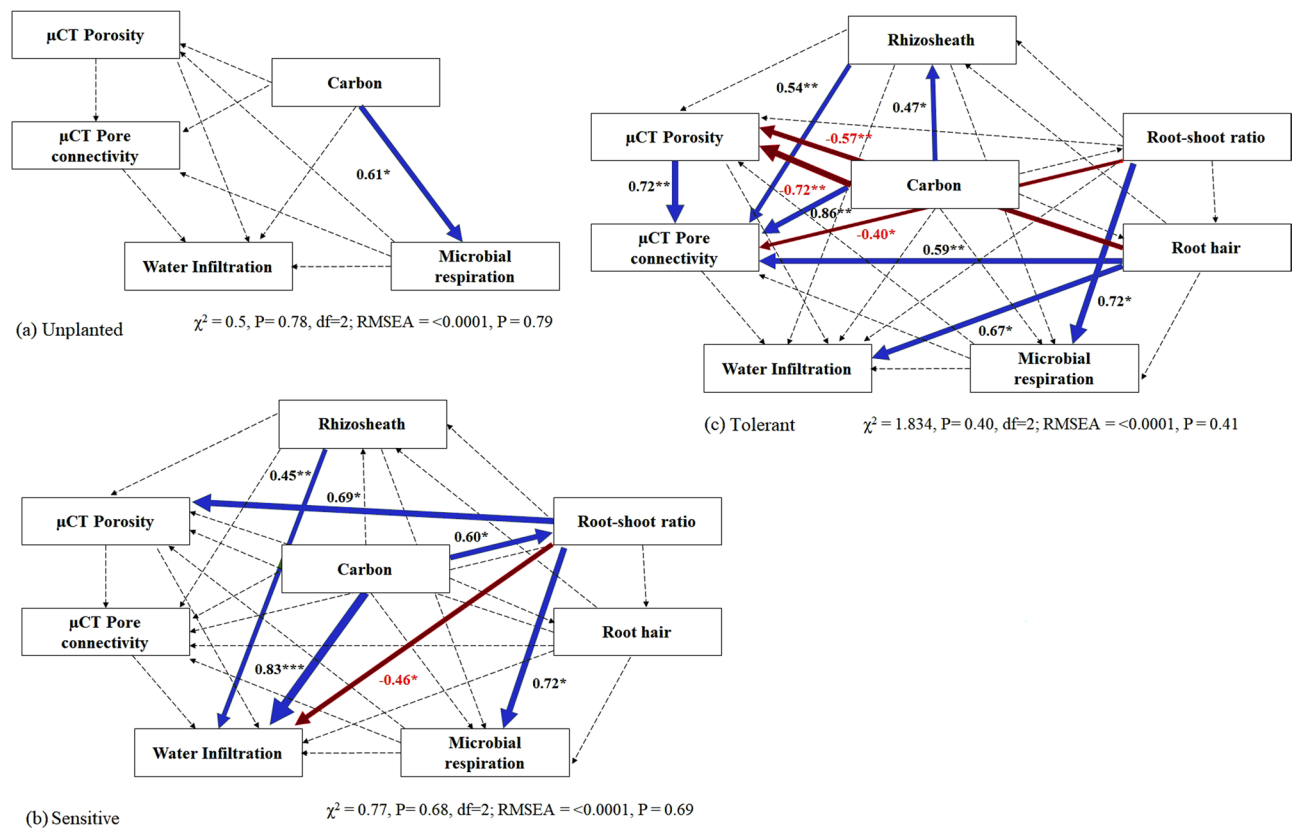 µCT Porosity
Carbon
µCT Pore
connectivity
0.61*
Water Infiltration
Microbial
respiration
(a) Unplanted
χ² = 0.5, P= 0.78, df=2; RMSEA = <0.0001, P = 0.79
Rhizosheath
0.54**
0.47*
µCT Porosity
-0.57**
Root-shoot ratio
0.72**
-0.72**
Carbon
0.86**
µCT Pore
connectivity
-0.40*
0.59**
Root hair
0.72*
0.67*
Water Infiltration
Microbial
respiration
(c) Tolerant
χ² = 1.834, P= 0.40, df=2; RMSEA = <0.0001, P = 0.41
Rhizosheath
0.45**
0.69*
µCT Porosity
Root-shoot ratio
0.60*
Carbon
µCT Pore
connectivity
Root hair
0.83***
-0.46*
0.72*
Water Infiltration
Microbial
respiration
(b) Sensitive
χ² = 0.77, P= 0.68, df=2; RMSEA = <0.0001, P = 0.69